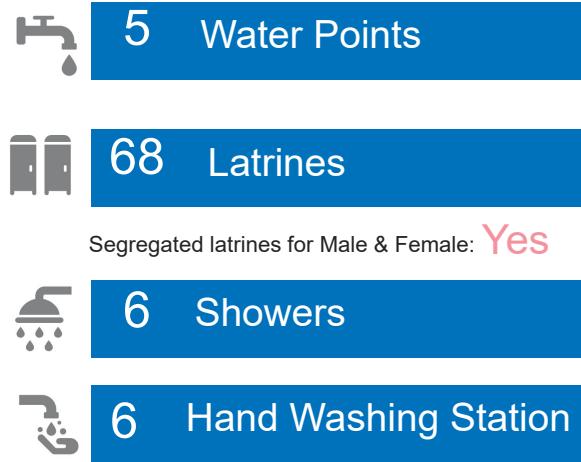 5 Water Points
68 Latrines
Segregated latrines for Male & Female: Yes
6 Showers
6 Hand Washing Station